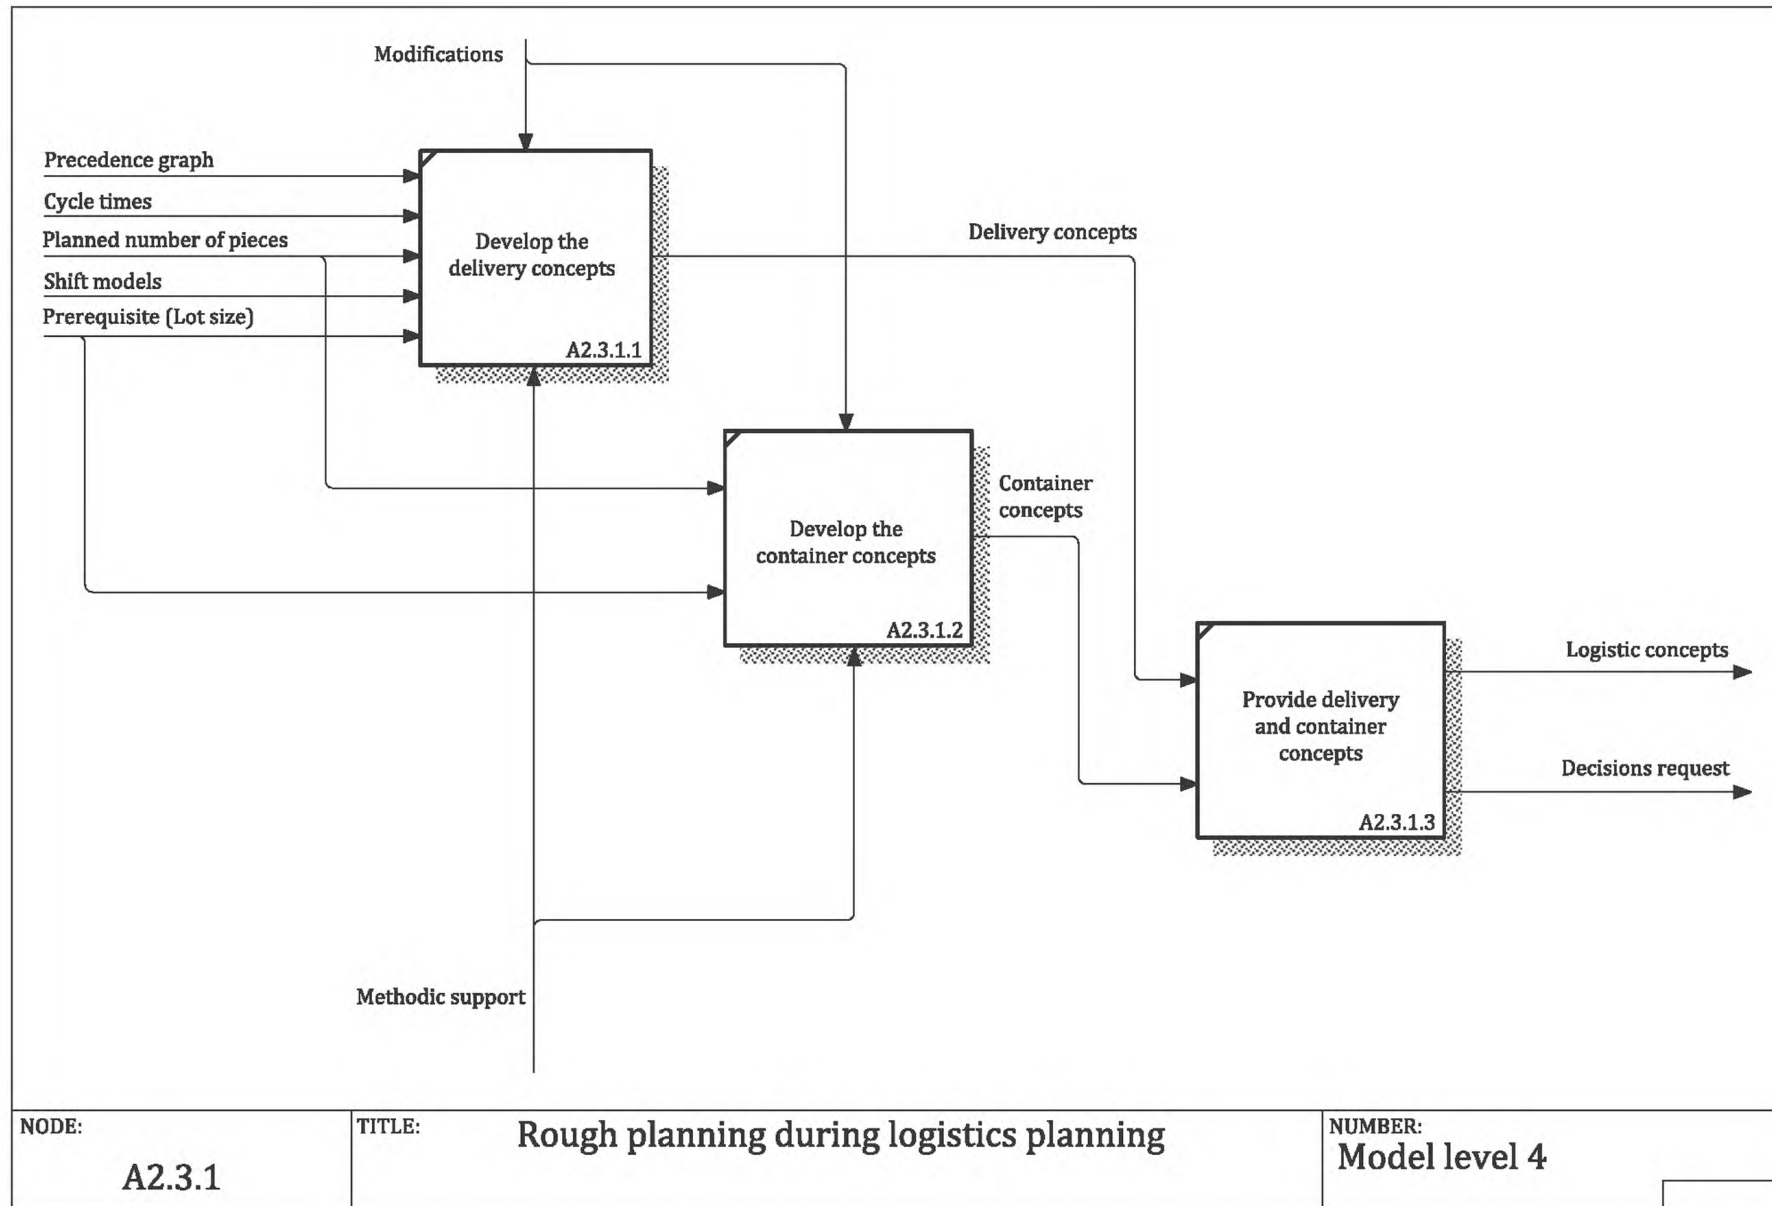 Modifications
Precedence graph
Cycle times
Planned number of pieces
Shift models
Prerequisite (Lot size)
Develop the
delivery concepts
A2.3.1.1
Delivery concepts
Container
concepts
Develop the
container concepts
A2.3.1.2
Provide delivery
and container
concepts
A2.3.1.3
Logistic concepts
Decisions request
Methodic support
NODE:
A2.3.1
TITLE:
Rough planning during logistics planning
NUMBER:
Model level 4